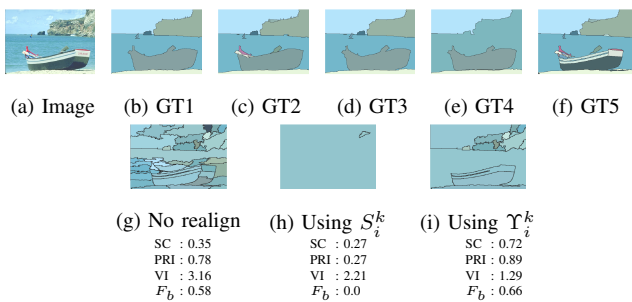 (a) Image (b) GT1 (c) GT2 (d) GT3 (e) GT4 (f) GT5
(g) No realign (h) Using $S_i^k$ (i) Using $\Upsilon_i^k$
SC : 0.35 SC : 0.27 SC : 0.72
PRI : 0.78 PRI : 0.27 PRI : 0.89
VI : 3.16 VI : 2.21 VI : 1.29
$F_b$ : 0.58 $F_b$ : 0.0 $F_b$ : 0.66